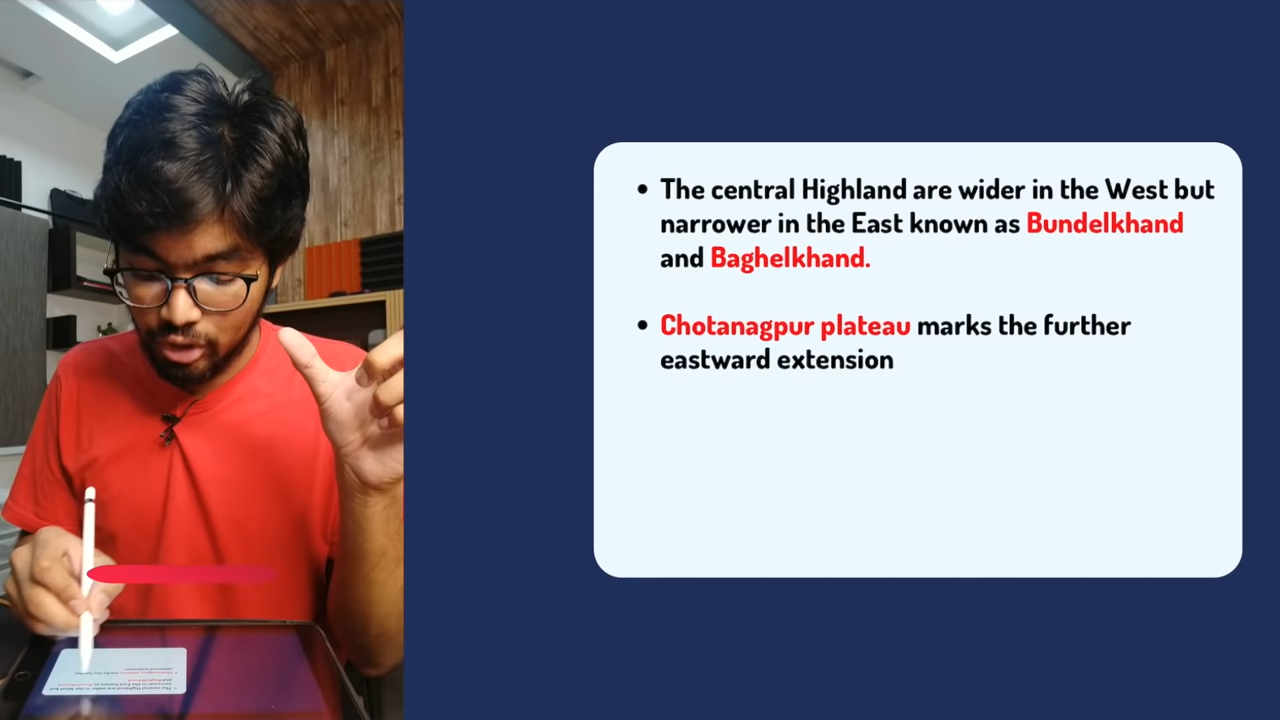 • The central Highland are wider in the West but
narrower in the East known as Bundelkhand
and Baghelkhand.
• Chotanagpur plateau marks the further
eastward extension